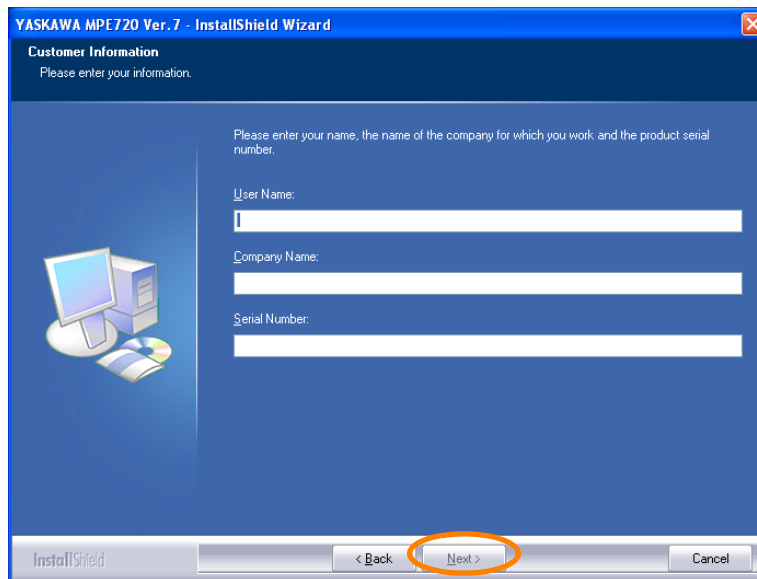 YASKAWA MPE720 Ver.7 - InstallShield Wizard
Customer Information
Please enter your information.
Please enter your name, the name of the company for which you work and the product serial
number.
User Name:
Company Name:
Serial Number:
InstallShield
< Back
Next >
Cancel